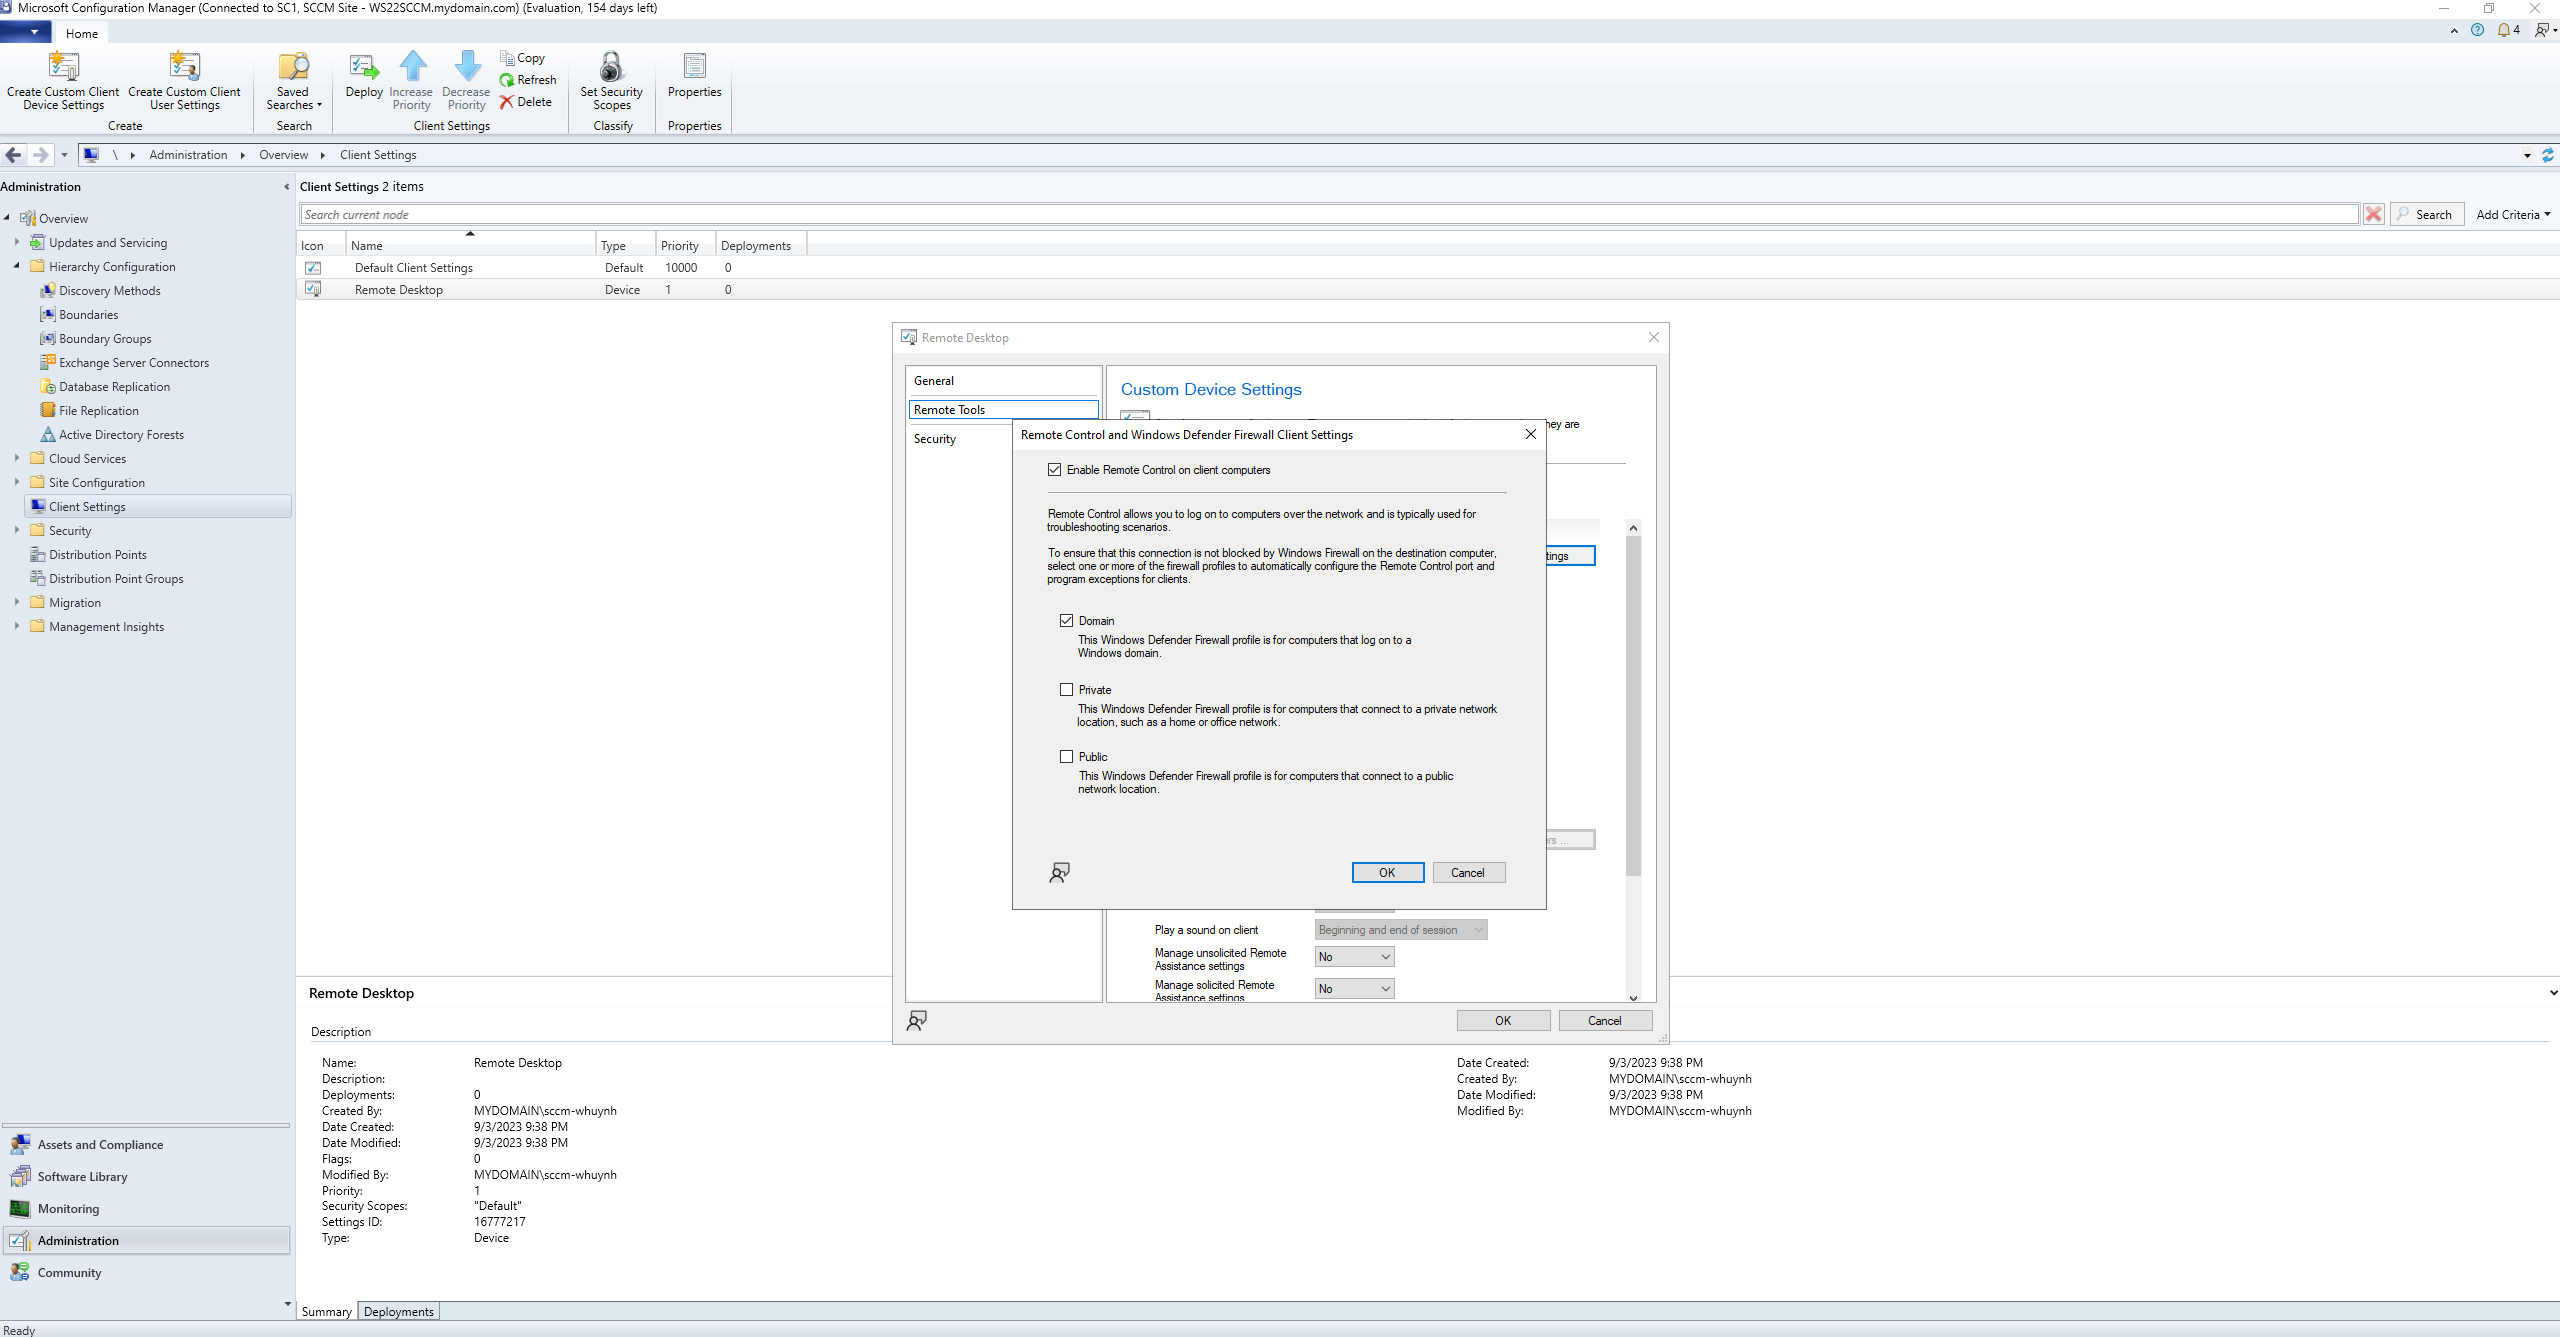 Microsoft Configuration Manager (Connected to SC1, SCCM Site - WS22SCCM.mydomain.com) (Evaluation, 154 days left)
Home
4
Create Custom Client Device Settings
Create Custom Client User Settings
Saved Searches
Deploy
Increase Priority
Decrease Priority
Copy
Refresh
Delete
Set Security Scopes
Properties
Create
Search
Client Settings
Classify
Properties
\ Administration Overview Client Settings
Administration
Overview
Updates and Servicing
Hierarchy Configuration
Discovery Methods
Boundaries
Boundary Groups
Exchange Server Connectors
Database Replication
File Replication
Active Directory Forests
Cloud Services
Site Configuration
Client Settings
Security
Distribution Points
Distribution Point Groups
Migration
Management Insights
Assets and Compliance
Software Library
Monitoring
Administration
Community
Ready
Client Settings 2 items
Search current node
Search
Add Criteria
Icon Name Type Priority Deployments
Default Client Settings Default 10000 0
Remote Desktop Device 1 0
Remote Desktop
General
Remote Tools
Security
Custom Device Settings
hey are
tings
Remote Control and Windows Defender Firewall Client Settings
Enable Remote Control on client computers
Remote Control allows you to log on to computers over the network and is typically used for
troubleshooting scenarios.
To ensure that this connection is not blocked by Windows Firewall on the destination computer,
select one or more of the firewall profiles to automatically configure the Remote Control port and
program exceptions for clients.
Domain
This Windows Defender Firewall profile is for computers that log on to a
Windows domain.
Private
This Windows Defender Firewall profile is for computers that connect to a private network
location, such as a home or office network.
Public
This Windows Defender Firewall profile is for computers that connect to a public
network location.
ers ...
OK
Cancel
Play a sound on client Beginning and end of session
Manage unsolicited Remote
Assistance settings
No
Manage solicited Remote
Assistance settings
No
OK
Cancel
Remote Desktop
Description
Name: Remote Desktop
Description:
Deployments: 0
Created By: MYDOMAIN\sccm-whuynh
Date Created: 9/3/2023 9:38 PM
Date Modified: 9/3/2023 9:38 PM
Flags: 0
Modified By: MYDOMAIN\sccm-whuynh
Priority: 1
Security Scopes: "Default"
Settings ID: 16777217
Type: Device
Date Created: 9/3/2023 9:38 PM
Created By: MYDOMAIN\sccm-whuynh
Date Modified: 9/3/2023 9:38 PM
Modified By: MYDOMAIN\sccm-whuynh
Summary
Deployments